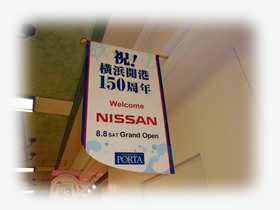 祝!
横浜開港
150周年
Welcome
NISSAN
8.8 SAT Grand Open
PORTA